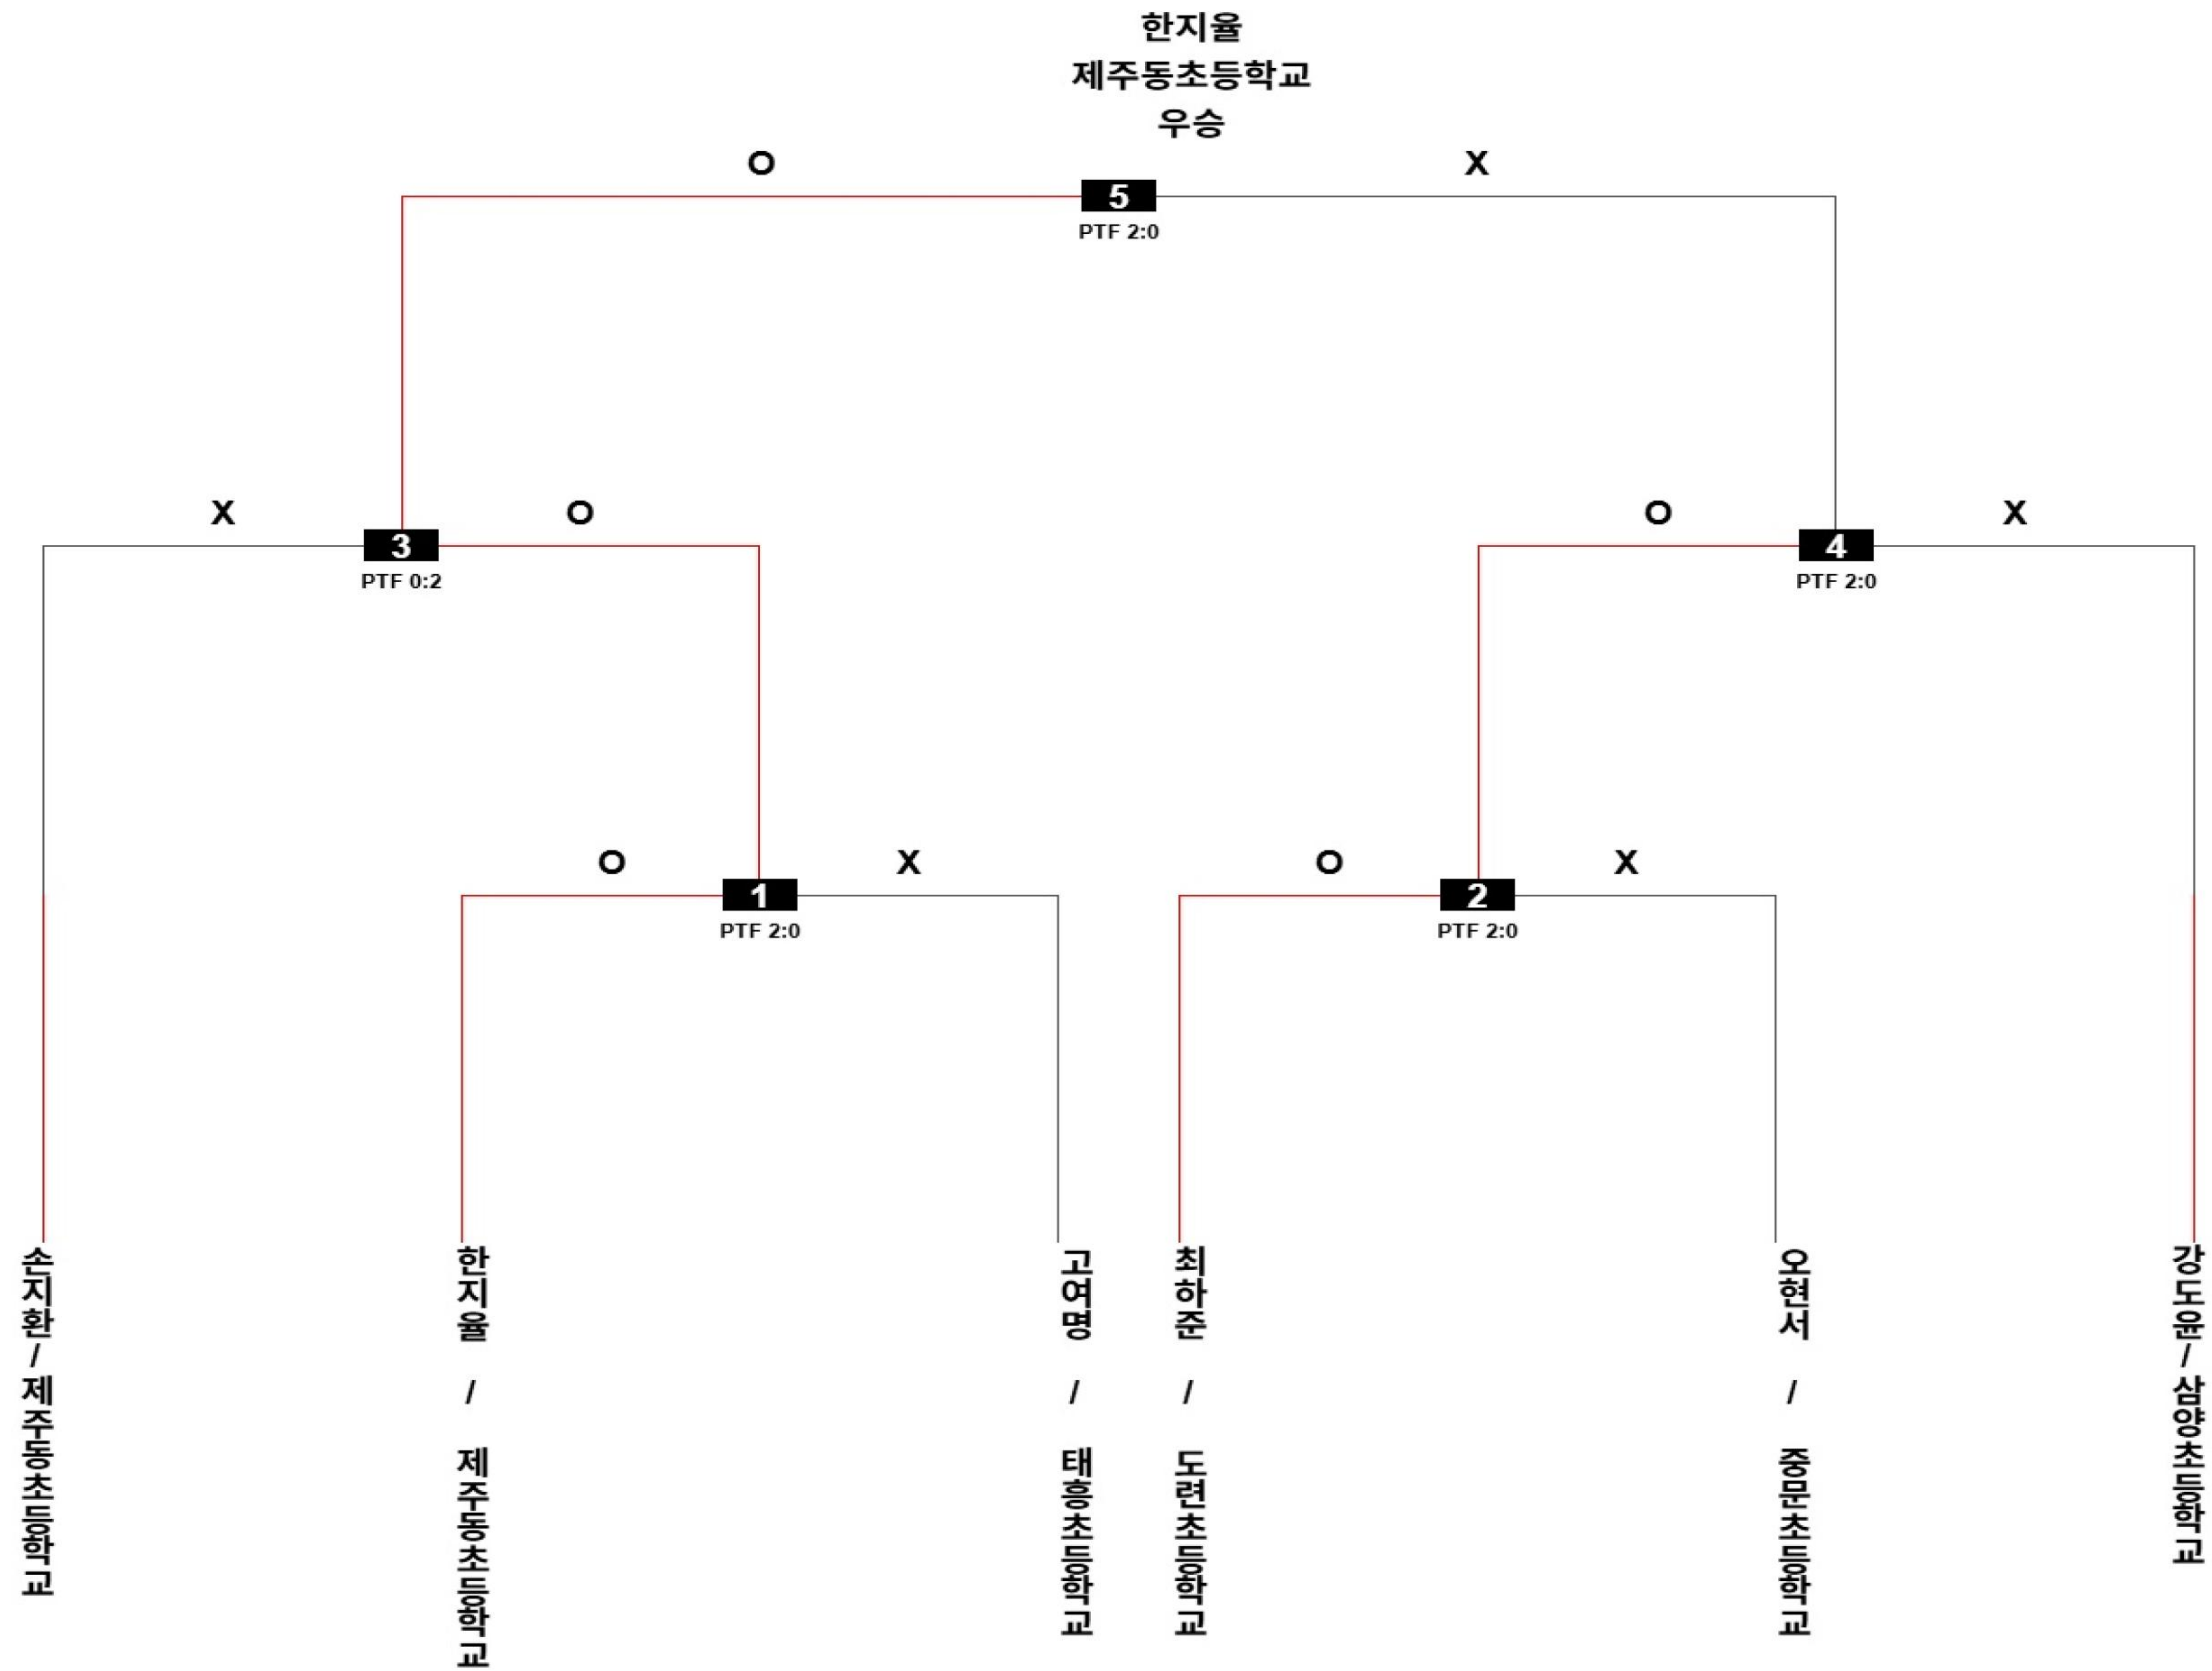 한지율
제주동초등학교
우승
O
X
5
PTF 2:0
X
O
O
X
3
4
PTF 0:2
PTF 2:0
O
X
O
X
1
2
PTF 2:0
PTF 2:0
손지환/제주동초등학교
한지율 / 제주동초등학교
고여명 / 태흥초등학교
최하준 / 도련초등학교
오현서 / 중문초등학교
강도윤/삼양초등학교